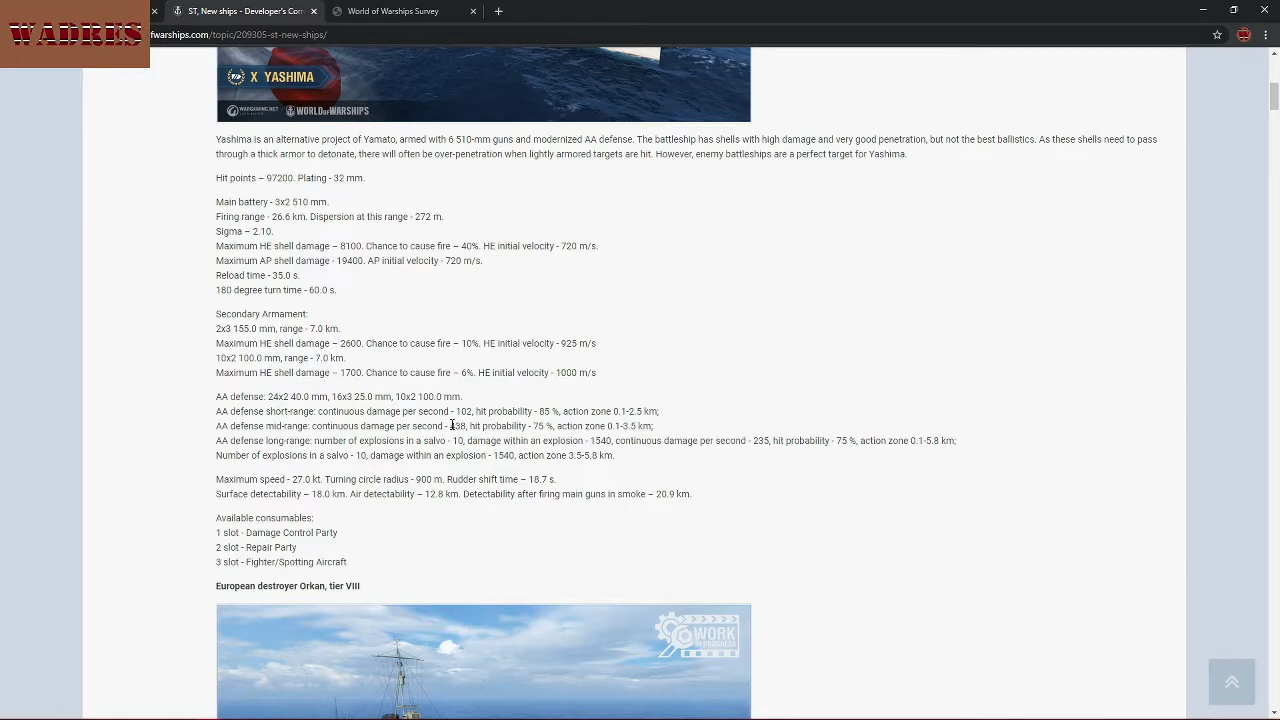 WADRES
ST, New Ships - Develo
World of Warships Survey
fwarships.com/topic/209305-st-new-ships/
X YASHIMA
WARGAMING.NET
WORLD OF WARSHIPS
Yashima is an alternative project of Yamato, armed with 6 510-mm guns and modernized AA defense. The battleship has shells with high damage and very good penetration, but not the best ballistics. As these shells need to pass
through a thick armor to detonate, there will often be over-penetration when lightly armored targets are hit. However, enemy battleships are a perfect target for Yashima.
Hit points – 97200. Plating - 32 mm.
Main battery - 3x2 510 mm.
Firing range - 26.6 km. Dispersion at this range - 272 m.
Sigma – 2.10.
Maximum HE shell damage – 8100. Chance to cause fire – 40%. HE initial velocity - 720 m/s.
Maximum AP shell damage - 19400. AP initial velocity - 720 m/s.
Reload time - 35.0 s.
180 degree turn time - 60.0 s.
Secondary Armament:
2x3 155.0 mm, range - 7.0 km.
Maximum HE shell damage – 2600. Chance to cause fire – 10%. HE initial velocity - 925 m/s
10x2 100.0 mm, range - 7.0 km.
Maximum HE shell damage – 1700. Chance to cause fire – 6%. HE initial velocity - 1000 m/s
AA defense: 24x2 40.0 mm, 16x3 25.0 mm, 10x2 100.0 mm.
AA defense short-range: continuous damage per second - 102, hit probability - 85 %, action zone 0.1-2.5 km;
AA defense mid-range: continuous damage per second - 38, hit probability - 75 %, action zone 0.1-3.5 km;
AA defense long-range: number of explosions in a salvo - 10, damage within an explosion - 1540, continuous damage per second - 235, hit probability - 75 %, action zone 0.1-5.8 km;
Number of explosions in a salvo - 10, damage within an explosion - 1540, action zone 3.5-5.8 km.
Maximum speed - 27.0 kt. Turning circle radius - 900 m. Rudder shift time – 18.7 s.
Surface detectability – 18.0 km. Air detectability – 12.8 km. Detectability after firing main guns in smoke – 20.9 km.
Available consumables:
1 slot - Damage Control Party
2 slot - Repair Party
3 slot - Fighter/Spotting Aircraft
European destroyer Orkan, tier VIII
WORK
IN PROGRESS